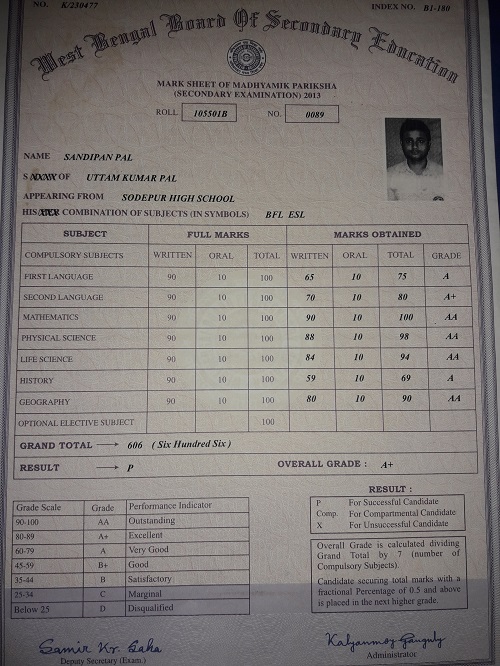 NO. K/230477 INDEX NO. B1-180
West Bengal Board Of Secondary Education
MARK SHEET OF MADHYAMIK PARIKSHA
(SECONDARY EXAMINATION) 2013
ROLL 105501B NO. 0089
NAME SANDIPAN PAL
OF UTTAM KUMAR PAL
APPEARING FROM SODEPUR HIGH SCHOOL
HIS COMBINATION OF SUBJECTS (IN SYMBOLS) BFL ESL
SUBJECT FULL MARKS MARKS OBTAINED
COMPULSORY SUBJECTS WRITTEN ORAL TOTAL WRITTEN ORAL TOTAL GRADE
FIRST LANGUAGE 90 10 100 65 10 75 A
SECOND LANGUAGE 90 10 100 70 10 80 A+
MATHEMATICS 90 10 100 90 10 100 AA
PHYSICAL SCIENCE 90 10 100 88 10 98 AA
LIFE SCIENCE 90 10 100 84 10 94 AA
HISTORY 90 10 100 59 10 69 A
GEOGRAPHY 90 10 100 80 10 90 AA
OPTIONAL ELECTIVE SUBJECT 100
GRAND TOTAL → 606 ( Six Hundred Six )
RESULT → P OVERALL GRADE : A+
Grade Scale Grade Performance Indicator
90-100 AA Outstanding
80-89 A+ Excellent
60-79 A Very Good
45-59 B+ Good
35-44 B Satisfactory
25-34 C Marginal
Below 25 D Disqualified
RESULT :
P For Successful Candidate
Comp. For Compartmental Candidate
X For Unsuccessful Candidate
Overall Grade is calculated dividing
Grand Total by 7 (number of
Compulsory Subjects).
Candidate securing total marks with a
fractional Percentage of 0.5 and above
is placed in the next higher grade.
Samir Kr. Saha
Deputy Secretary (Exam.)
Kalyanmoy Ganguly
Administrator